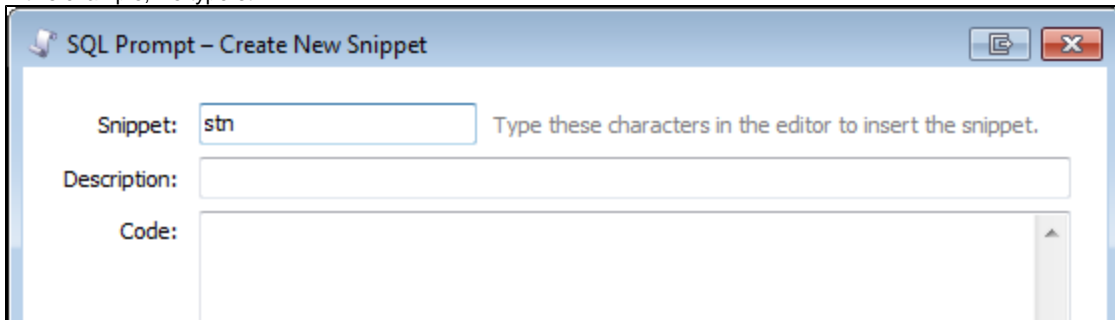 SQL Prompt – Create New Snippet
Snippet: stn Type these characters in the editor to insert the snippet.
Description:
Code: